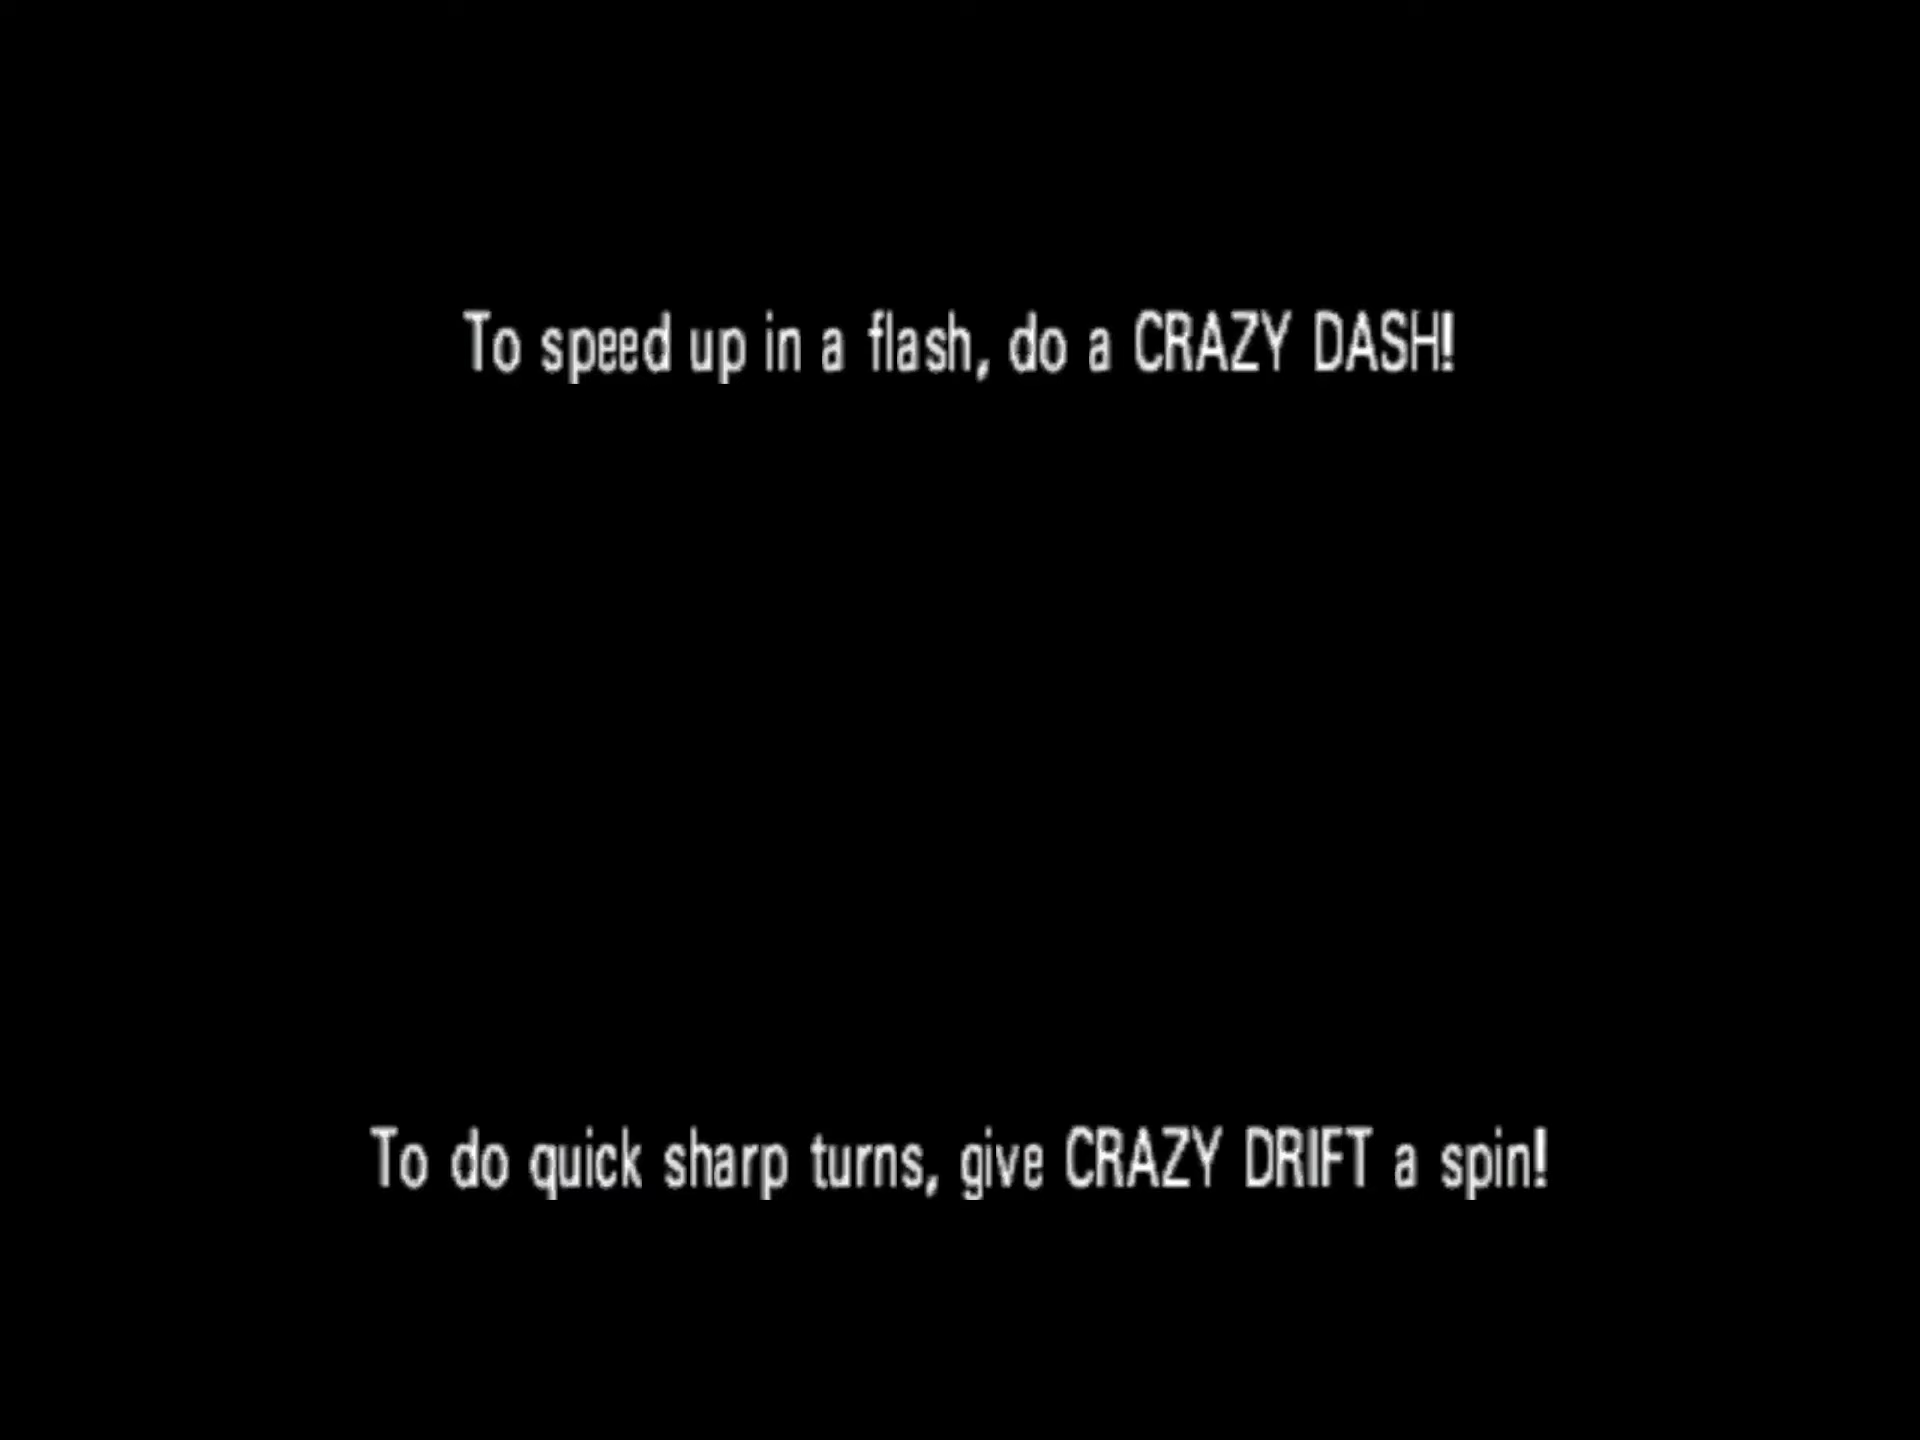 To speed up in a flash, do a CRAZY DASH!
To do quick sharp turns, give CRAZY DRIFT a spin!